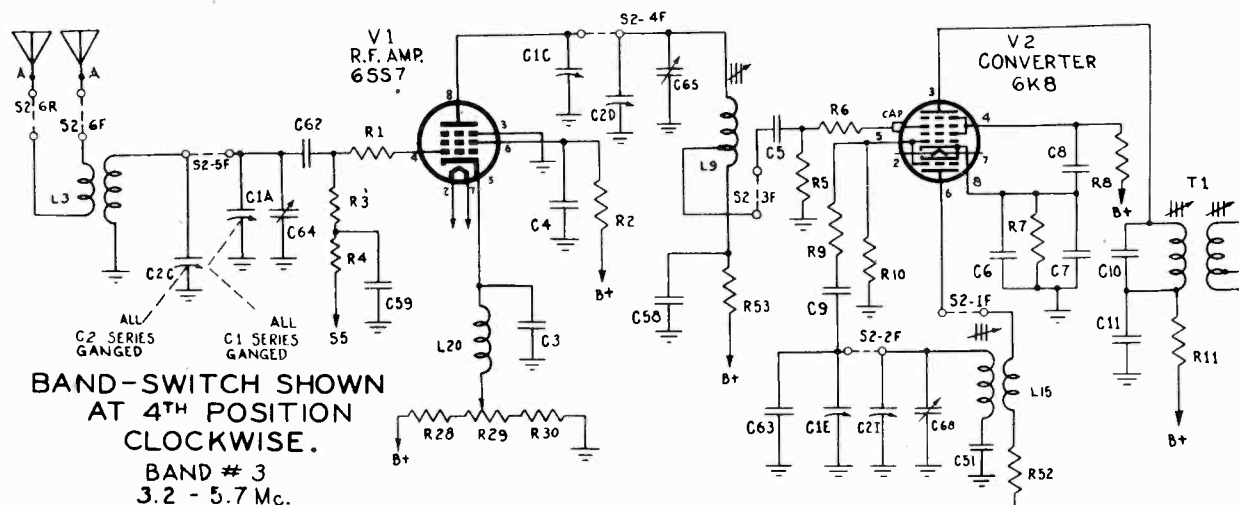 S2-4F
V1
R.F. AMP.
6SS7
V2
CONVERTER
6K8
A
A
S2 6R
S2 6F
C62
R1
8
3
6
4
2
7
5
C1C
C2D
C65
3
CAP
4
5
2
7
8
6
R6
C5
L9
R5
S2 3F
C8
R8
B+
T1
S2-5F
L3
C1A
C64
C2C
R3
R4
C59
S5
C4
R2
B+
R9
R10
C9
C6
R7
C7
C10
C11
R11
B+
C58
R53
B+
L20
C3
S2-1F
S2-2F
L15
C63
C1E
C2I
C68
C51
R52
ALL
C2 SERIES
GANGED
ALL
C1 SERIES
GANGED
B+
R28
R29
R30
BAND-SWITCH SHOWN
AT 4TH POSITION
CLOCKWISE.
BAND # 3
3.2 - 5.7 Mc.